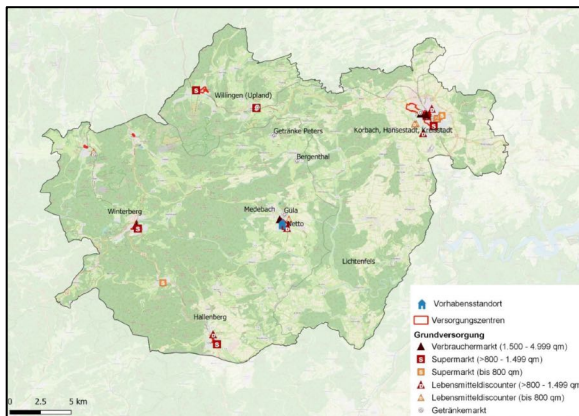 Willingen (Upland)
Getränke Peters
Korbach, Hansestadt, Kreisstadt
Bergenthal
Winterberg
Medebach
Gula
Netto
Lichtenfels
Hallenberg
0 2.5 5 km
Vorhabensstandort
Versorgungszentren
Grundversorgung
Verbrauchermarkt (1.500 - 4.999 qm)
Supermarkt (>800 - 1.499 qm)
Supermarkt (bis 800 qm)
Lebensmitteldiscounter (>800 - 1.499 qm)
Lebensmitteldiscounter (bis 800 qm)
Getränkemarkt